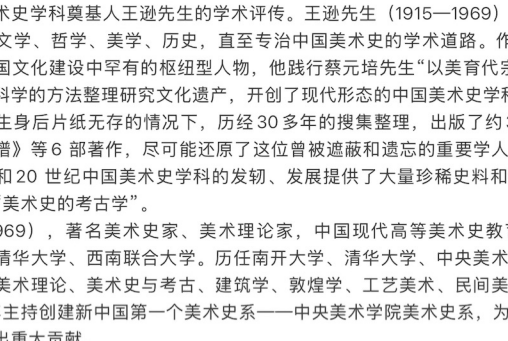 术史学科奠基人王逊先生的学术评传。王逊先生（1915—1969）
文学、哲学、美学、历史，直至专治中国美术史的学术道路。作
国文化建设中罕有的枢纽型人物，他践行蔡元培先生“以美育代宗
科学的方法整理研究文化遗产，开创了现代形态的中国美术史学科
生身后片纸无存的情况下，历经30多年的搜集整理，出版了约3
谱》等6 部著作，尽可能还原了这位曾被遮蔽和遗忘的重要学人
和20 世纪中国美术史学科的发轫、发展提供了大量珍稀史料和
“美术史的考古学”。
969），著名美术史家、美术理论家，中国现代高等美术史教育
清华大学、西南联合大学。历任南开大学、清华大学、中央美术
美术理论、美术史与考古、建筑学、敦煌学、工艺美术、民间美
主持创建新中国第一个美术史系——中央美术学院美术史系，为
出重大贡献